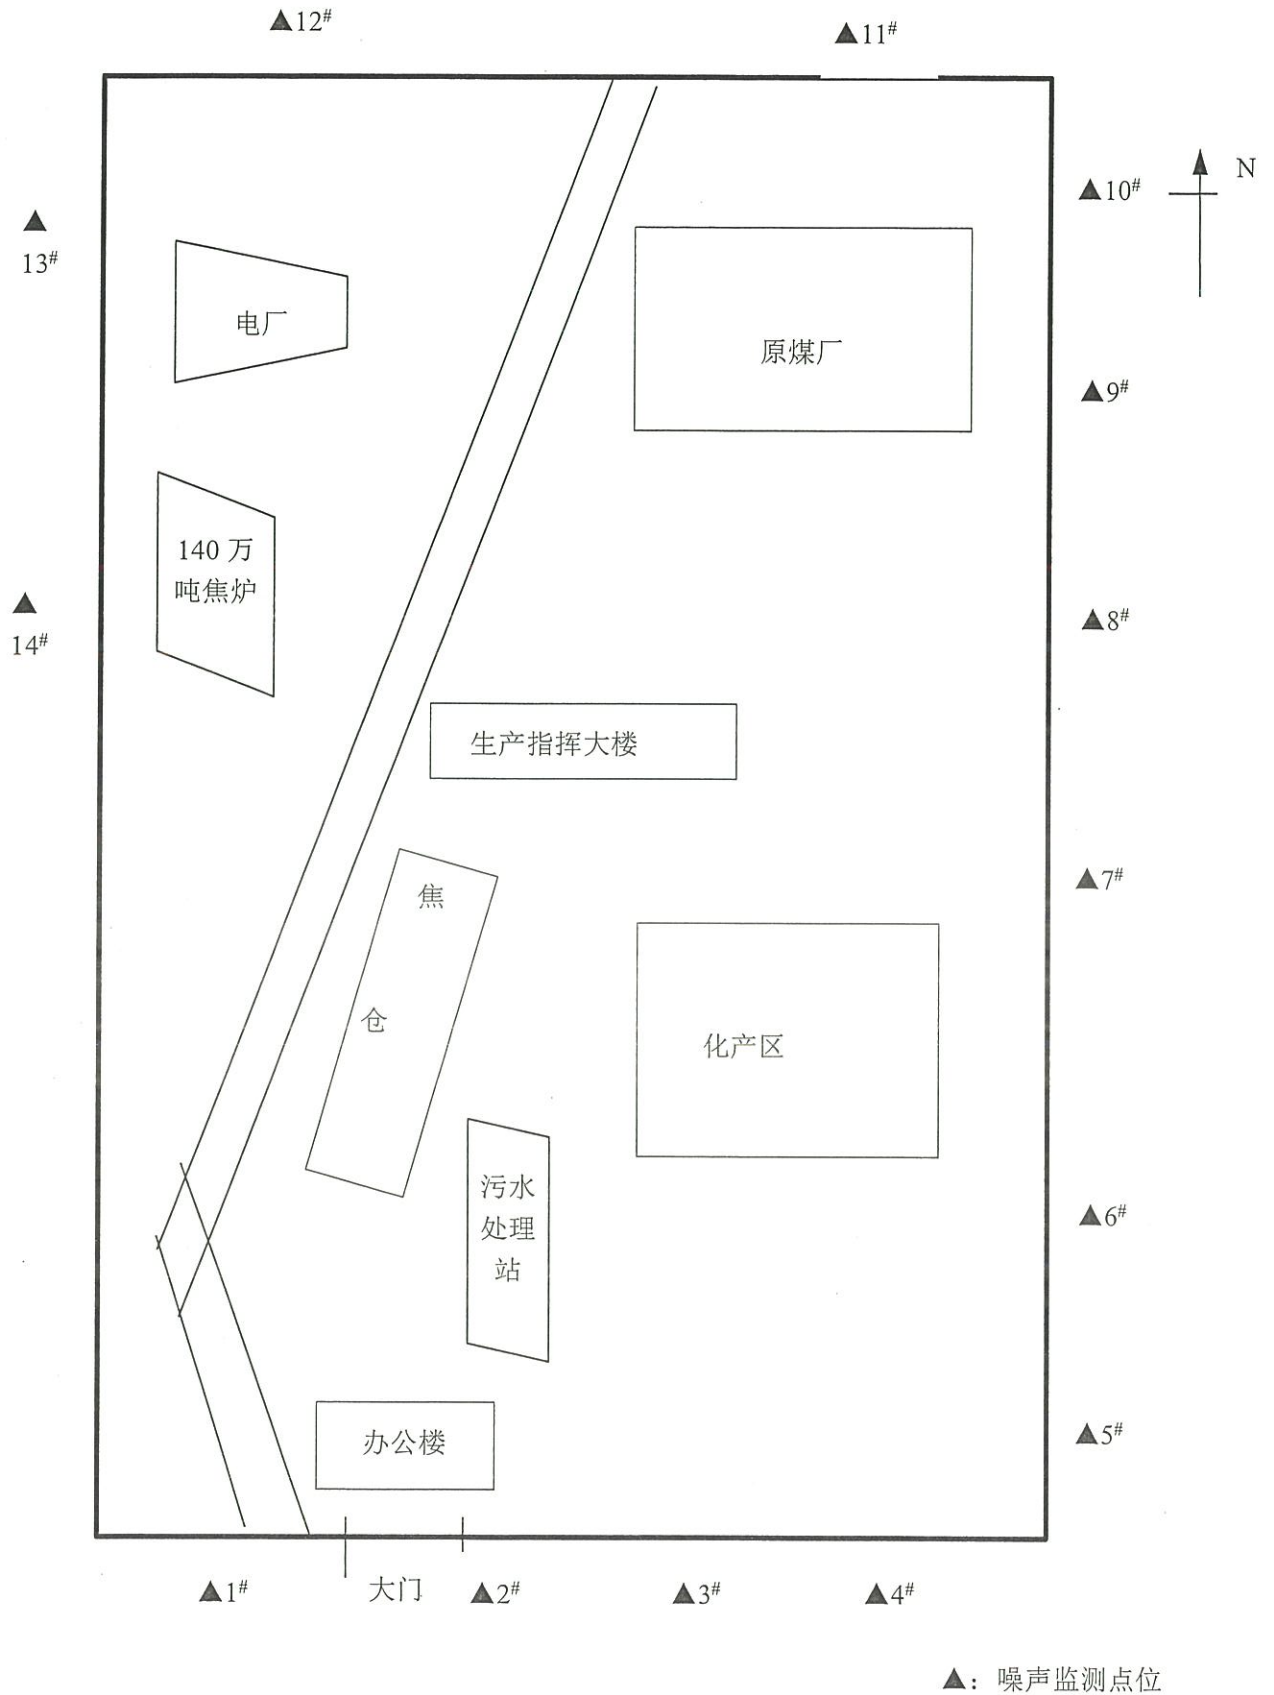 ▲12#
▲11#
N
▲10#
▲
13#
电厂
原煤厂
▲9#
140 万
吨焦炉
▲
14#
▲8#
生产指挥大楼
▲7#
焦
仓
化产区
污水
处理
站
▲6#
办公楼
▲5#
▲1#
大门
▲2#
▲3#
▲4#
▲：噪声监测点位